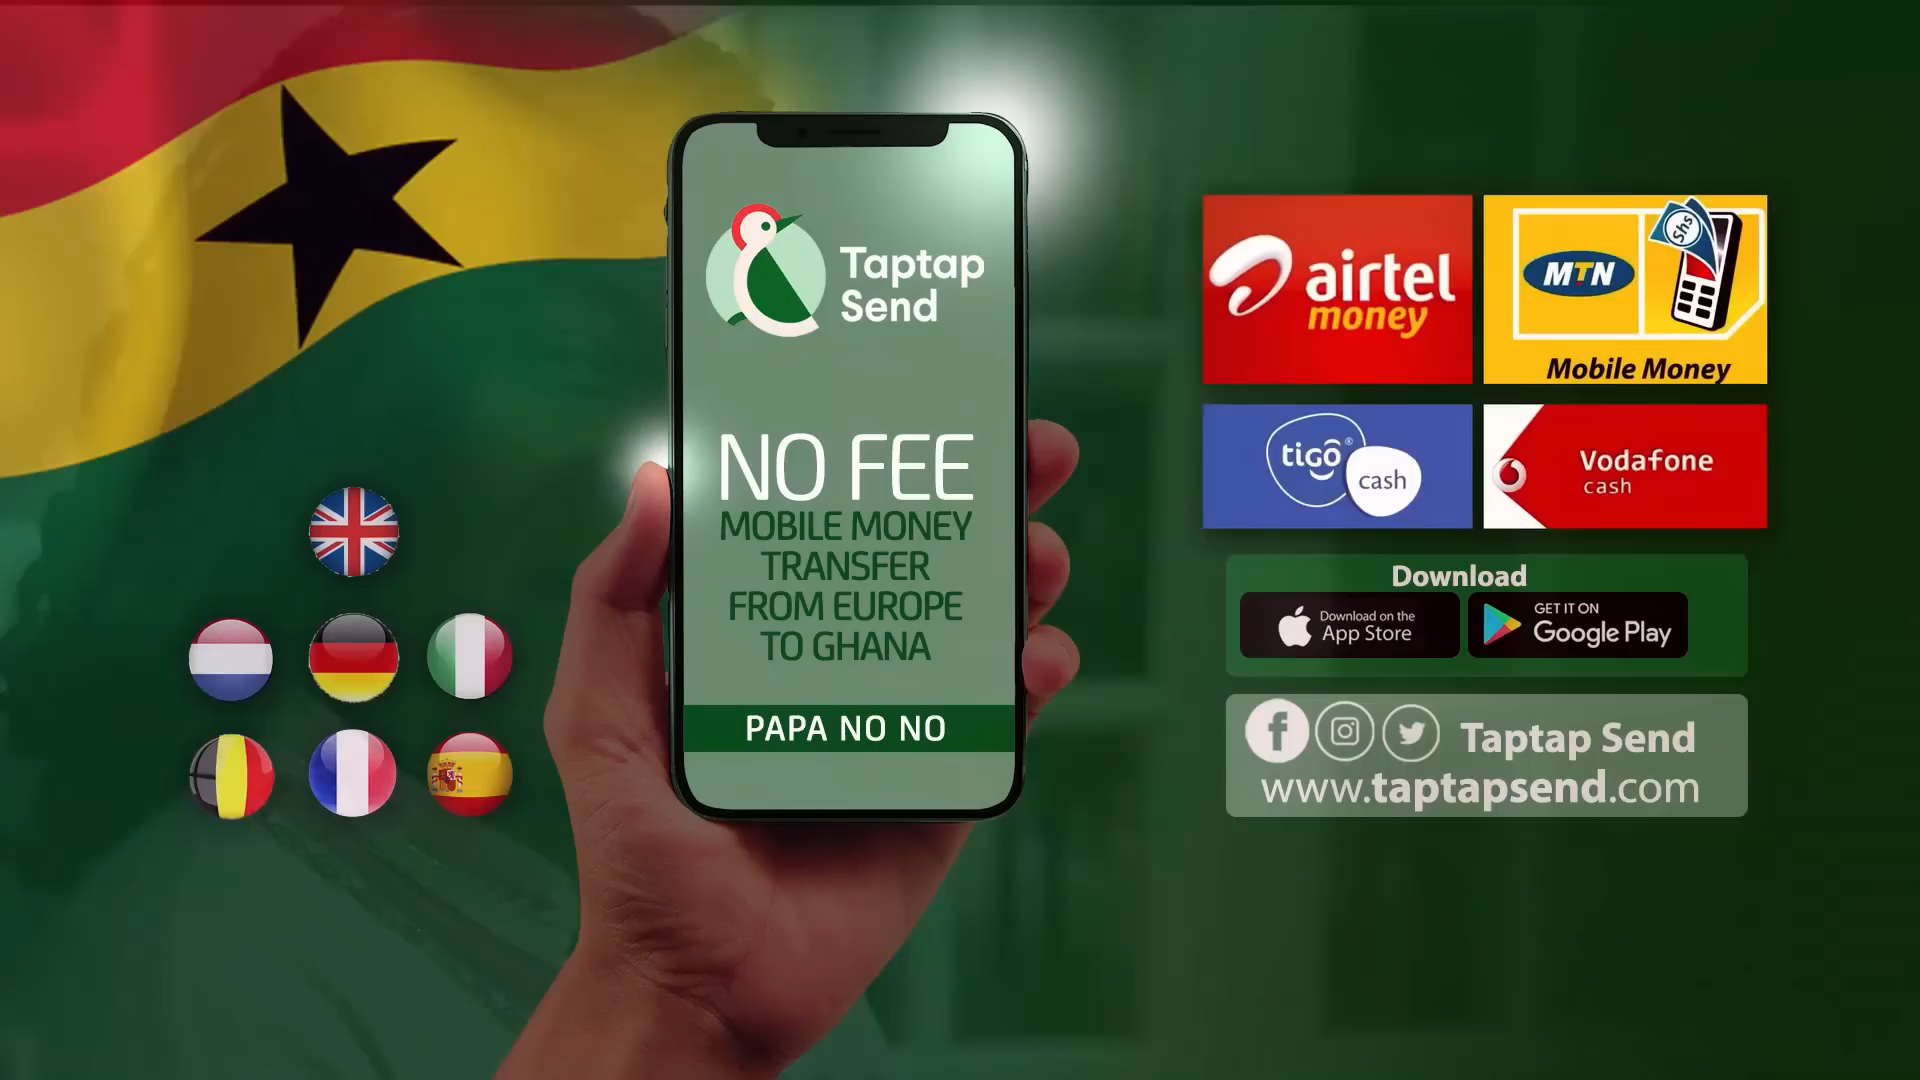 Taptap
Send
NO FEE
MOBILE MONEY
TRANSFER
FROM EUROPE
TO GHANA
PAPA NO NO
airtel
money
MTN
Shs
Mobile Money
tigo®
cash
Vodafone
cash
Download
Download on the
App Store
GET IT ON
Google Play
Taptap Send
www.taptapsend.com